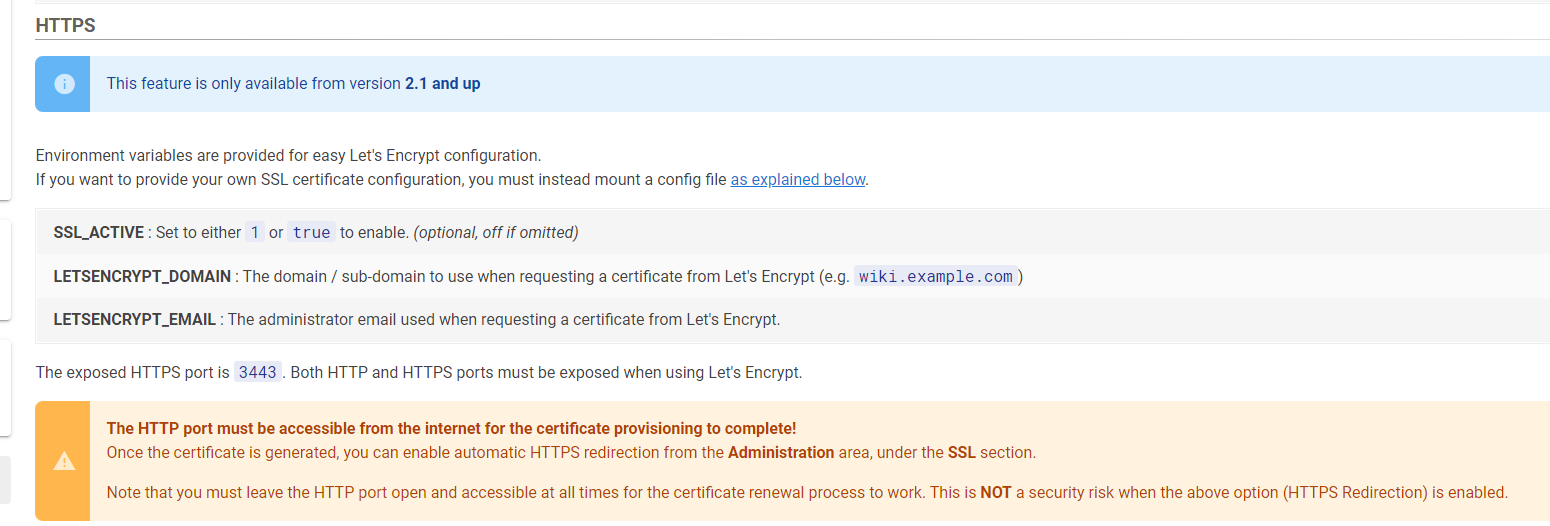 HTTPS
This feature is only available from version 2.1 and up
Environment variables are provided for easy Let's Encrypt configuration.
If you want to provide your own SSL certificate configuration, you must instead mount a config file as explained below.
SSL_ACTIVE : Set to either 1 or true to enable. (optional, off if omitted)
LETSENCRYPT_DOMAIN : The domain / sub-domain to use when requesting a certificate from Let's Encrypt (e.g. wiki.example.com)
LETSENCRYPT_EMAIL : The administrator email used when requesting a certificate from Let's Encrypt.
The exposed HTTPS port is 3443. Both HTTP and HTTPS ports must be exposed when using Let's Encrypt.
The HTTP port must be accessible from the internet for the certificate provisioning to complete!
Once the certificate is generated, you can enable automatic HTTPS redirection from the Administration area, under the SSL section.
Note that you must leave the HTTP port open and accessible at all times for the certificate renewal process to work. This is NOT a security risk when the above option (HTTPS Redirection) is enabled.